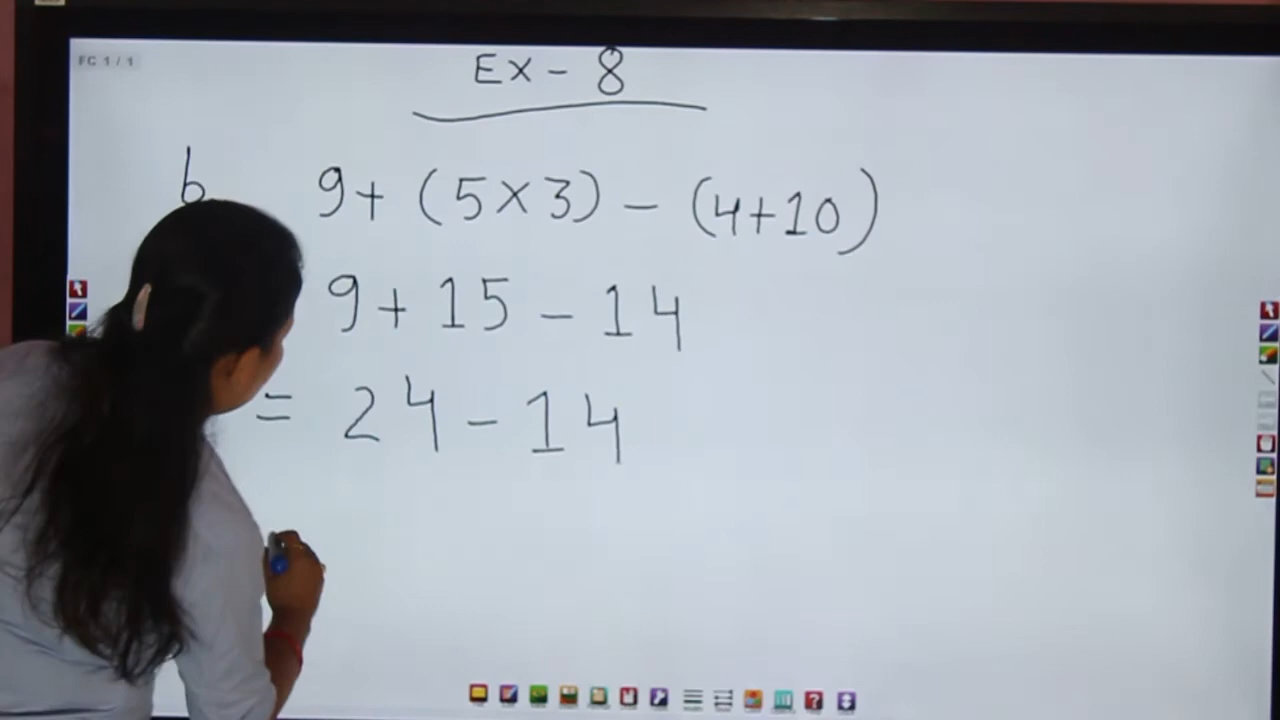 FC 1 / 1
Ex - 8
b 9 + (5 × 3) - (4 + 10)
9 + 15 - 14
= 24 - 14